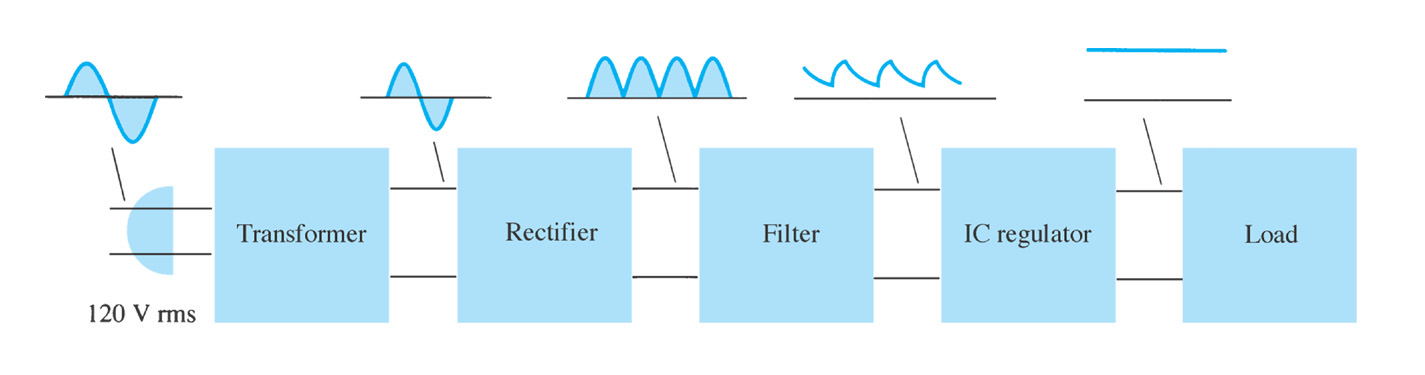 Transformer
Rectifier
Filter
IC regulator
Load
120 V rms